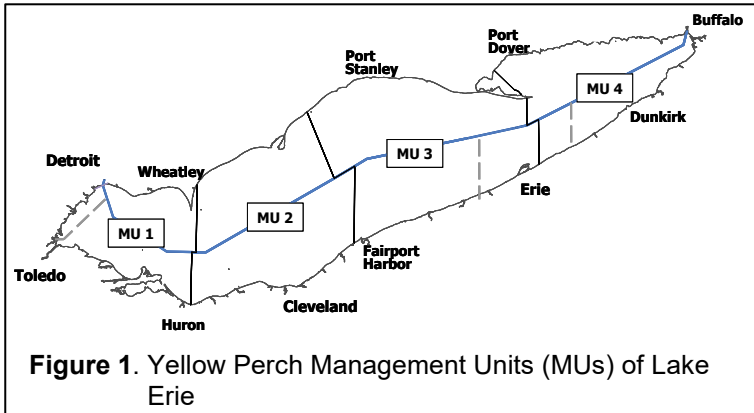 Buffalo
Port
Dover
Port
Stanley
MU 4
Dunkirk
MU 3
Detroit
Wheatley
Erie
MU 2
MU 1
Fairport
Harbor
Toledo
Cleveland
Huron
Figure 1. Yellow Perch Management Units (MUs) of Lake
Erie